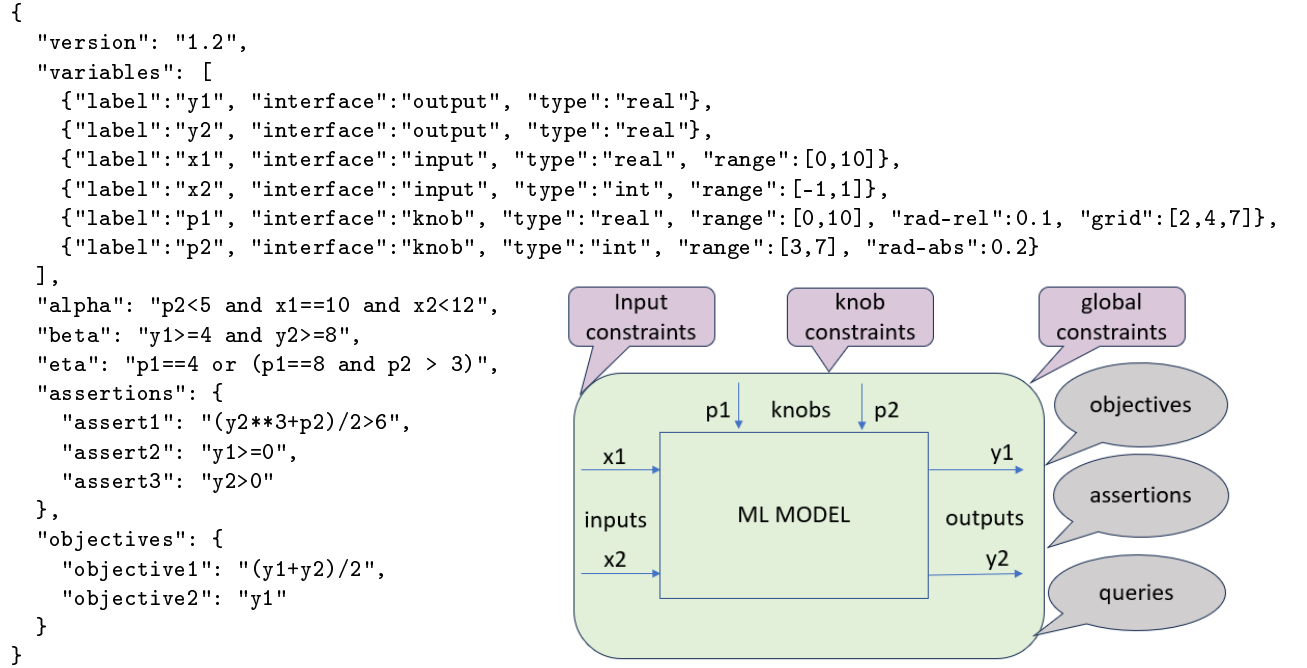 {
  "version": "1.2",
  "variables": [
    {"label":"y1", "interface":"output", "type":"real"},
    {"label":"y2", "interface":"output", "type":"real"},
    {"label":"x1", "interface":"input", "type":"real", "range":[0,10]},
    {"label":"x2", "interface":"input", "type":"int", "range":[-1,1]},
    {"label":"p1", "interface":"knob", "type":"real", "range":[0,10], "rad-rel":0.1, "grid":[2,4,7]},
    {"label":"p2", "interface":"knob", "type":"int", "range":[3,7], "rad-abs":0.2}
  ],
  "alpha": "p2<5 and x1==10 and x2<12",
  "beta": "y1>=4 and y2>=8",
  "eta": "p1==4 or (p1==8 and p2 > 3)",
  "assertions": {
    "assert1": "(y2**3+p2)/2>6",
    "assert2": "y1>=0",
    "assert3": "y2>0"
  },
  "objectives": {
    "objective1": "(y1+y2)/2",
    "objective2": "y1"
  }
}
Input
constraints
knob
constraints
global
constraints
p1
knobs
p2
x1
inputs
x2
ML MODEL
y1
outputs
y2
objectives
assertions
queries